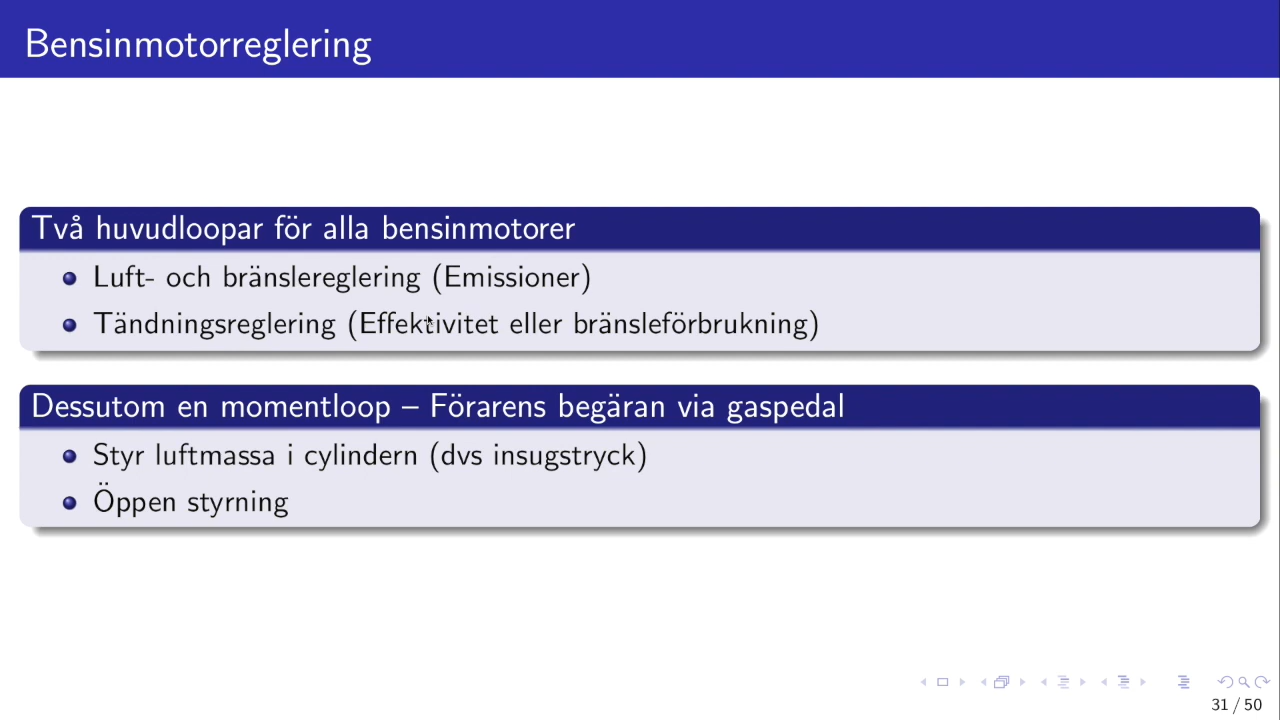 Bensinmotorreglering
Två huvudloopar för alla bensinmotorer
Luft- och bränslereglering (Emissioner)
Tändningsreglering (Effektivitet eller bränsleförbrukning)
Dessutom en momentloop – Förarens begäran via gaspedal
Styr luftmassa i cylindern (dvs insugstryck)
Öppen styrning
31 / 50